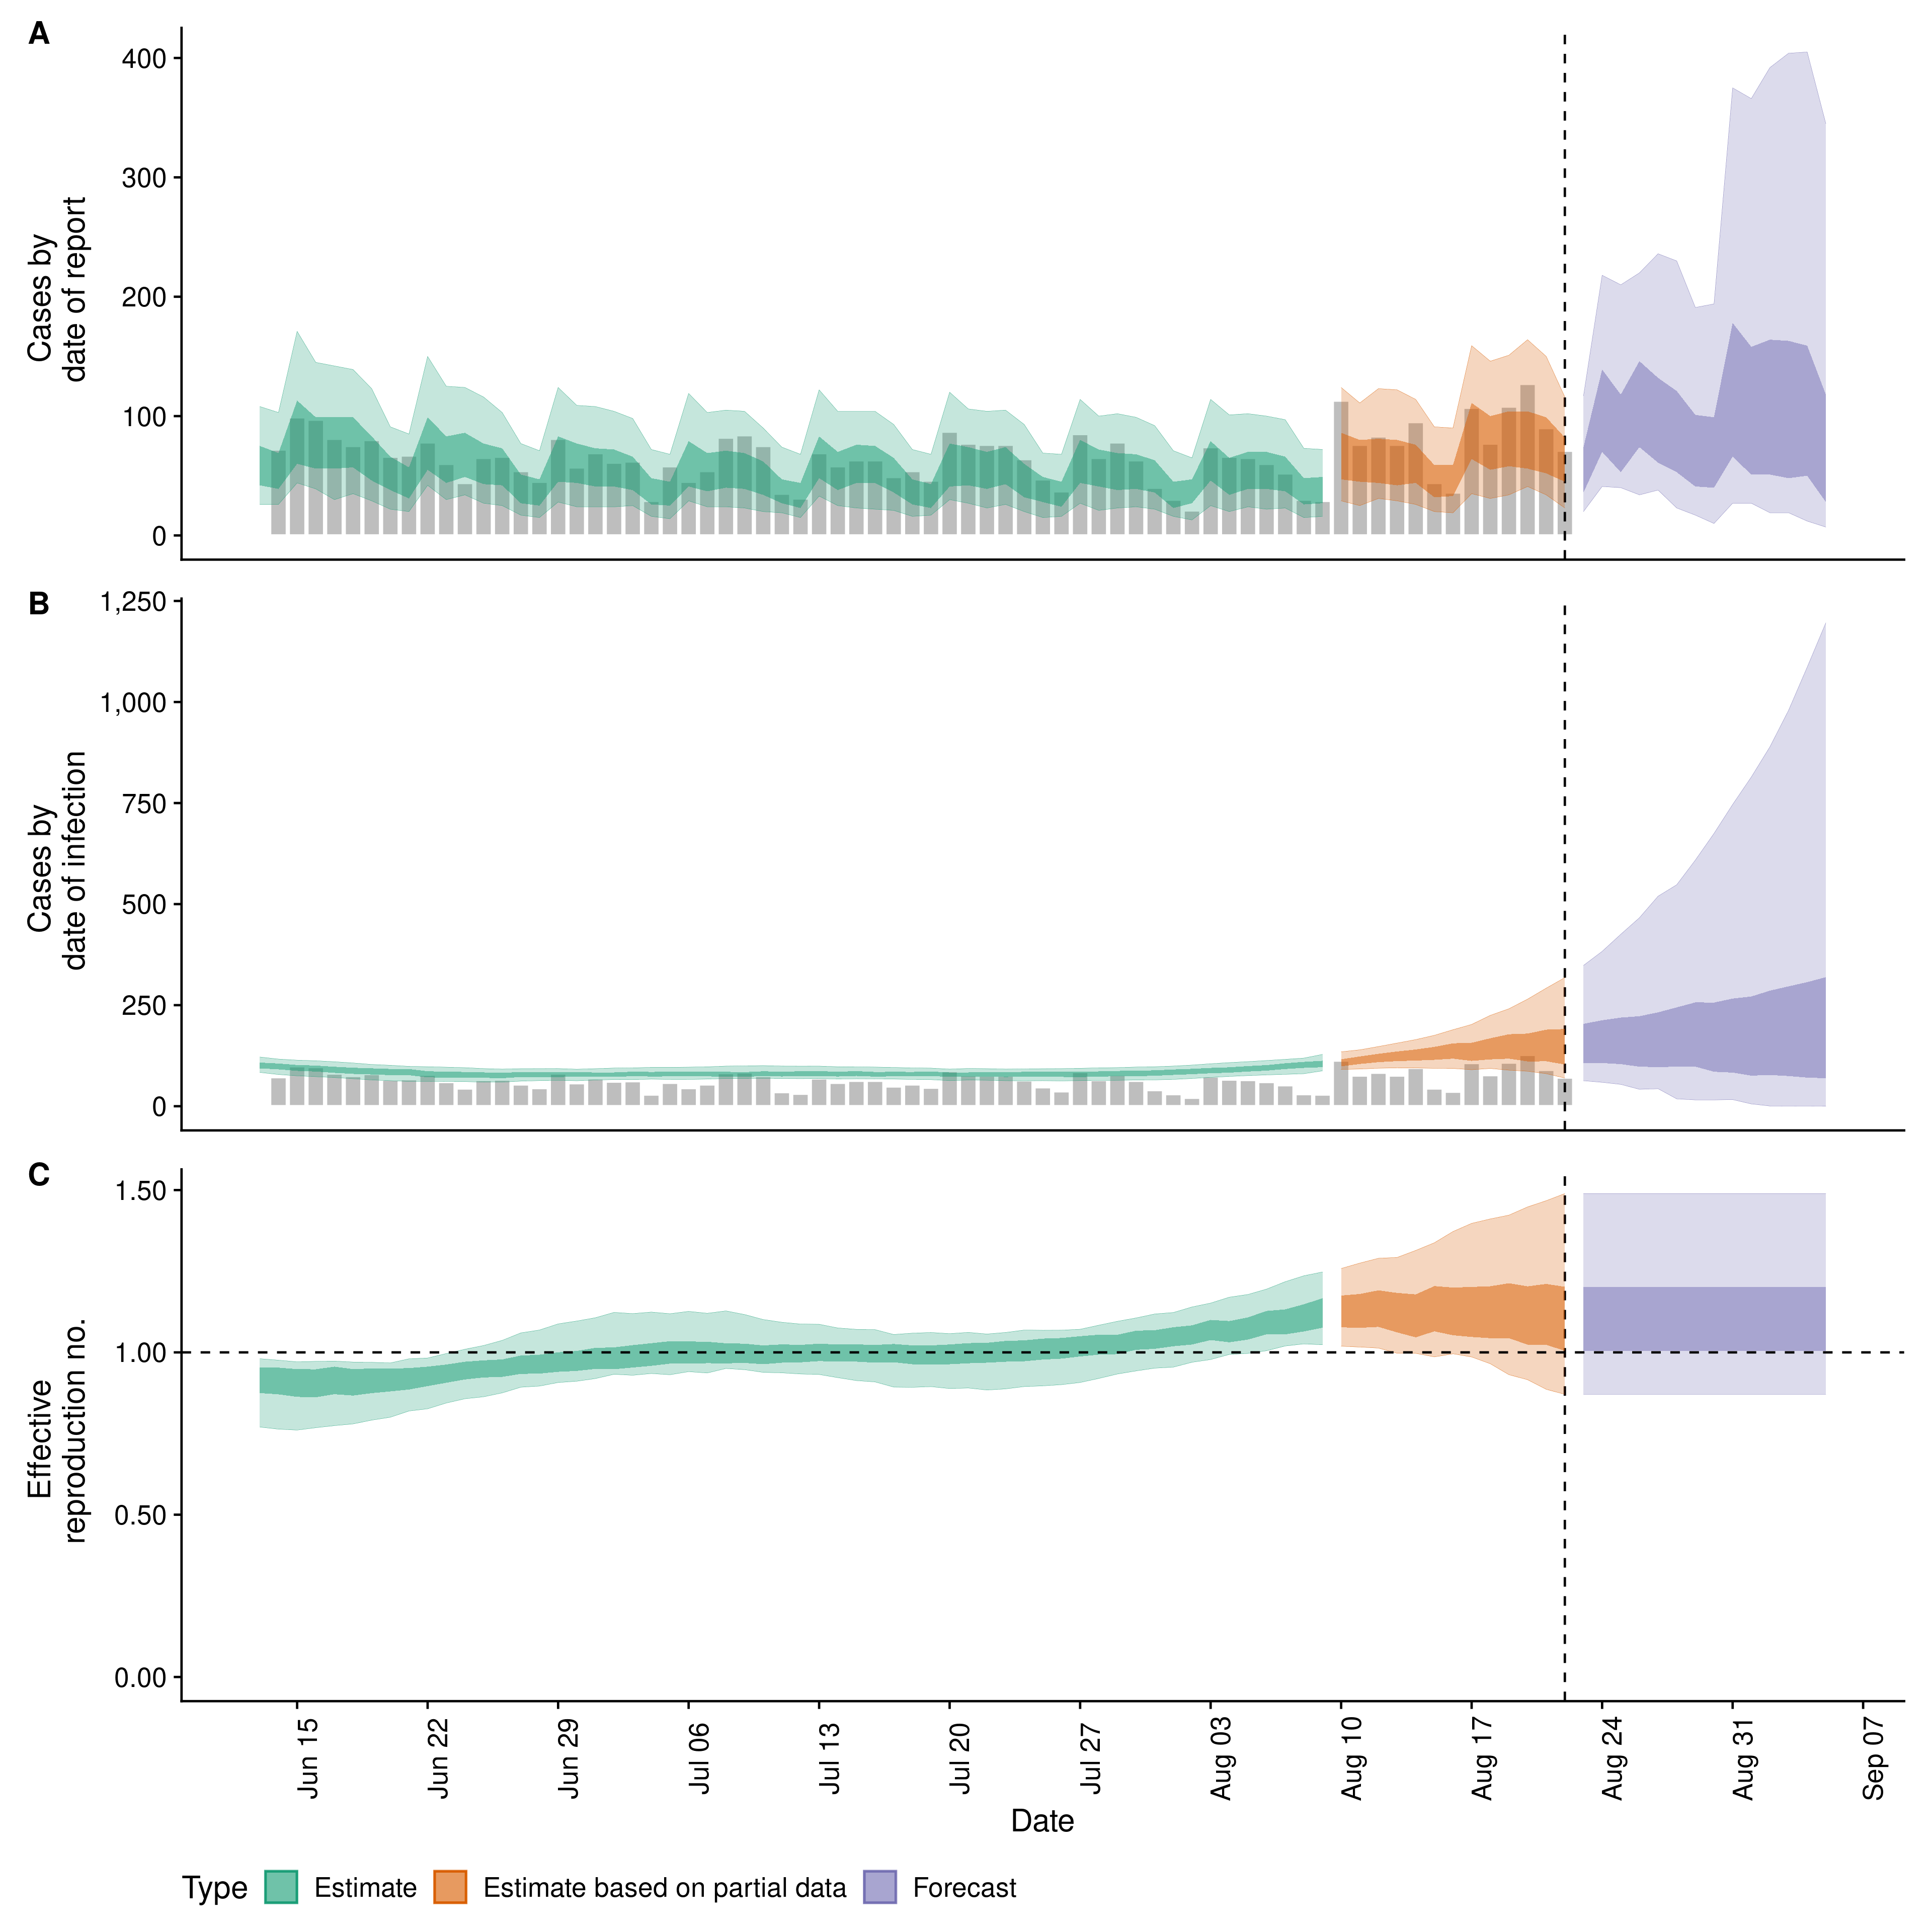 A
400
300
200
100
0
Cases by
date of report
B
1,250
1,000
750
500
250
0
Cases by
date of infection
C
1.50
1.00
0.50
0.00
Effective
reproduction no.
Jun 15
Jun 22
Jun 29
Jul 06
Jul 13
Jul 20
Jul 27
Aug 03
Aug 10
Aug 17
Aug 24
Aug 31
Sep 07
Date
Type Estimate Estimate based on partial data Forecast